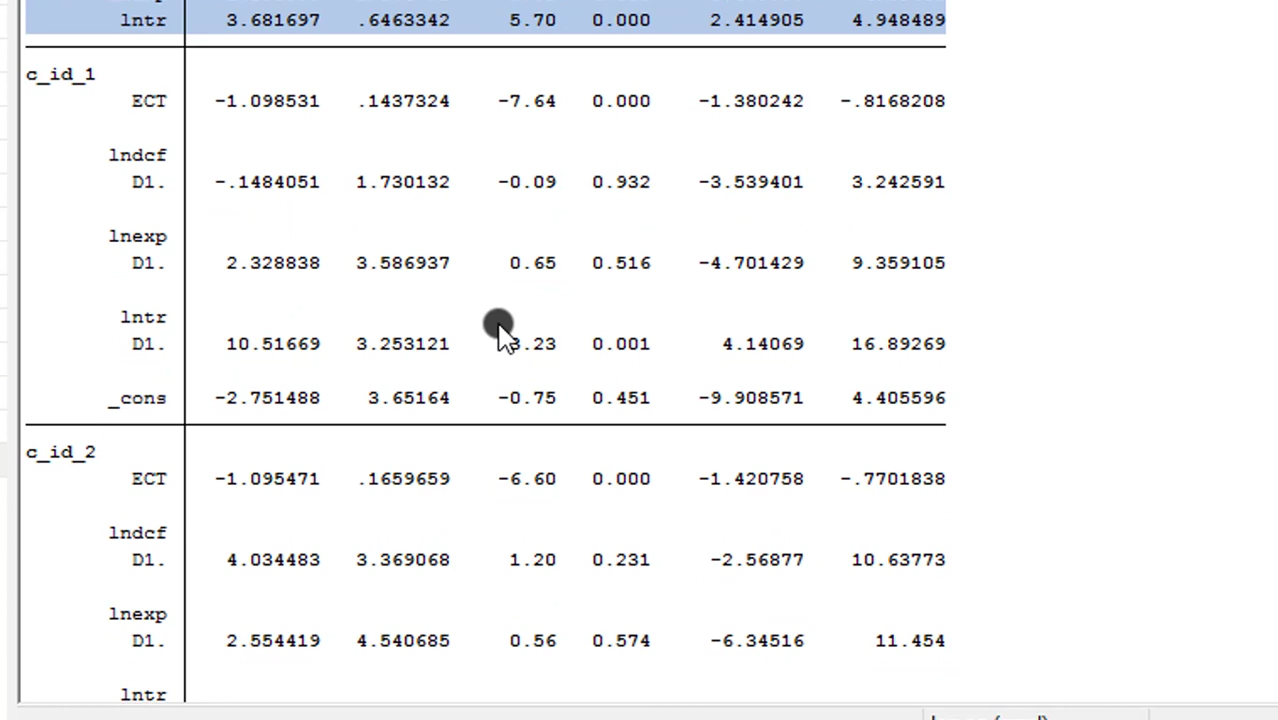 lntr 3.681697 .6463342 5.70 0.000 2.414905 4.948489
c_id_1
ECT -1.098531 .1437324 -7.64 0.000 -1.380242 -.8168208
lndcf
D1. -.1484051 1.730132 -0.09 0.932 -3.539401 3.242591
lnexp
D1. 2.328838 3.586937 0.65 0.516 -4.701429 9.359105
lntr
D1. 10.51669 3.253121 3.23 0.001 4.14069 16.89269
_cons -2.751488 3.65164 -0.75 0.451 -9.908571 4.405596
c_id_2
ECT -1.095471 .1659659 -6.60 0.000 -1.420758 -.7701838
lndcf
D1. 4.034483 3.369068 1.20 0.231 -2.56877 10.63773
lnexp
D1. 2.554419 4.540685 0.56 0.574 -6.34516 11.454
lntr